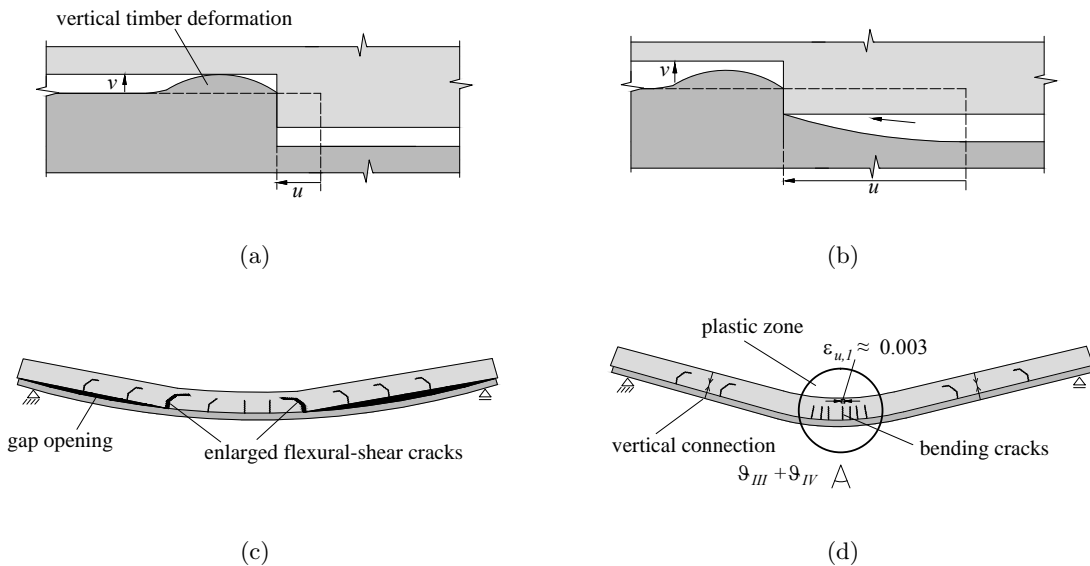 vertical timber deformation
v
u
(a)
v
u
(b)
gap opening
enlarged flexural-shear cracks
(c)
plastic zone
εu,1 ≈ 0.003
vertical connection
bending cracks
ϑIII + ϑIV
(d)